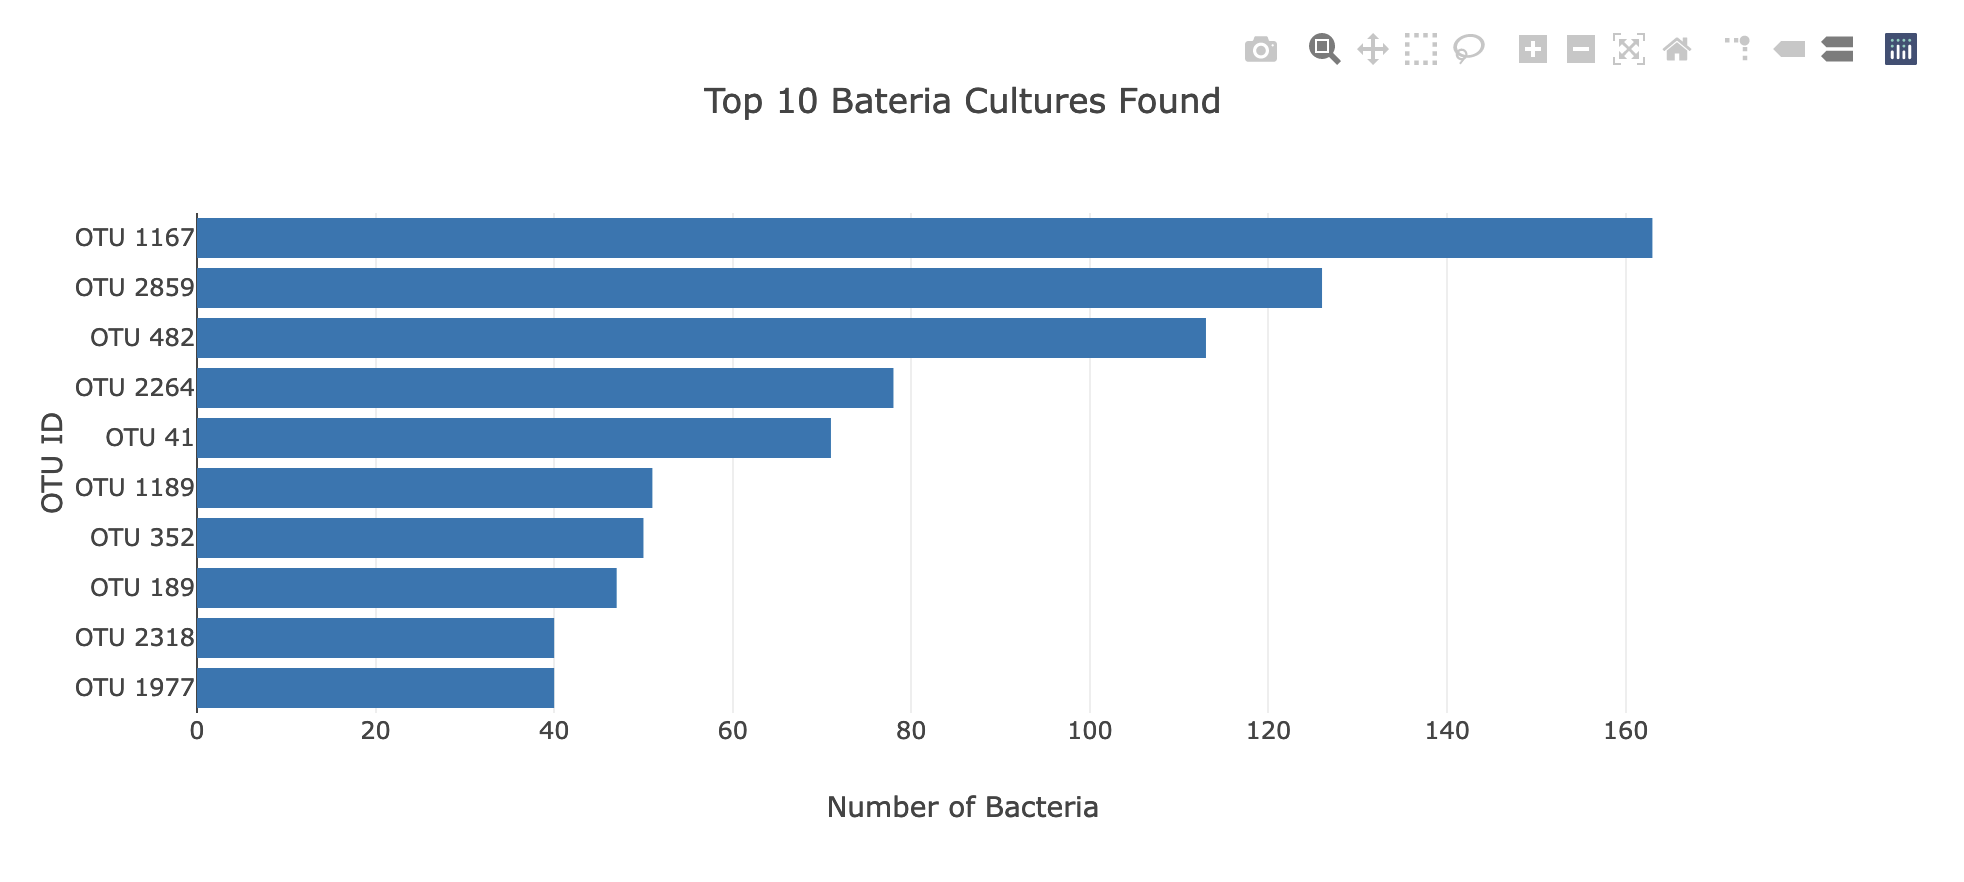 Top 10 Bateria Cultures Found
OTU ID
OTU 1167
OTU 2859
OTU 482
OTU 2264
OTU 41
OTU 1189
OTU 352
OTU 189
OTU 2318
OTU 1977
0 20 40 60 80 100 120 140 160
Number of Bacteria